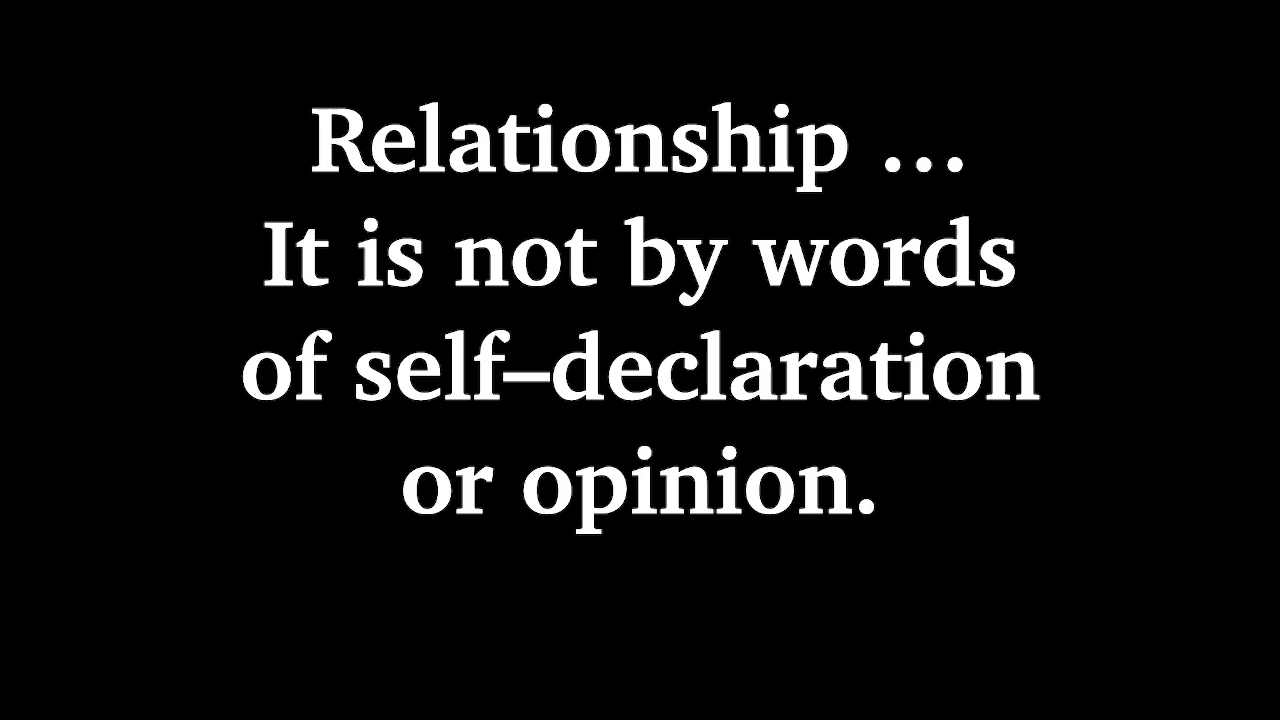 Relationship …
It is not by words
of self–declaration
or opinion.